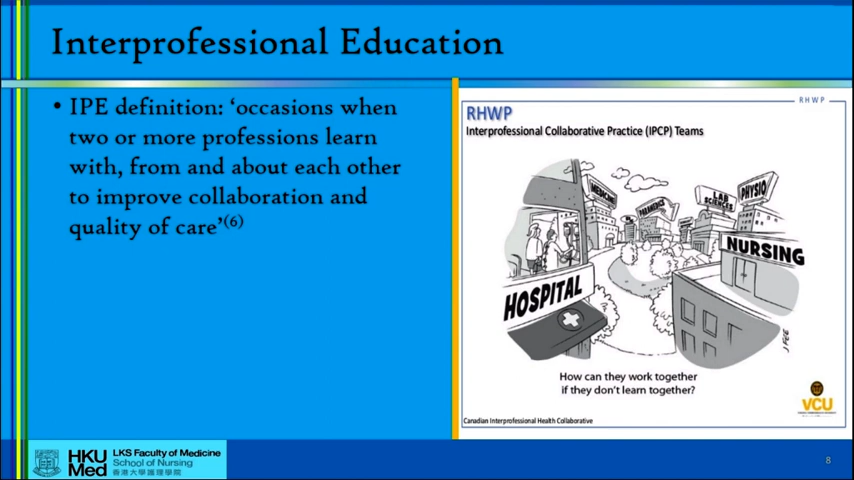 Interprofessional Education
• IPE definition: ‘occasions when
two or more professions learn
with, from and about each other
to improve collaboration and
quality of care’(6)
RHWP
RHWP
Interprofessional Collaborative Practice (IPCP) Teams
MEDICINE
PARAMEDICS
LAB SCIENCES
PHYSIO
NURSING
HOSPITAL
J FEE
How can they work together
if they don't learn together?
VCU
Canadian Interprofessional Health Collaborative
HKU Med
LKS Faculty of Medicine
School of Nursing
香港大學護理學院
8